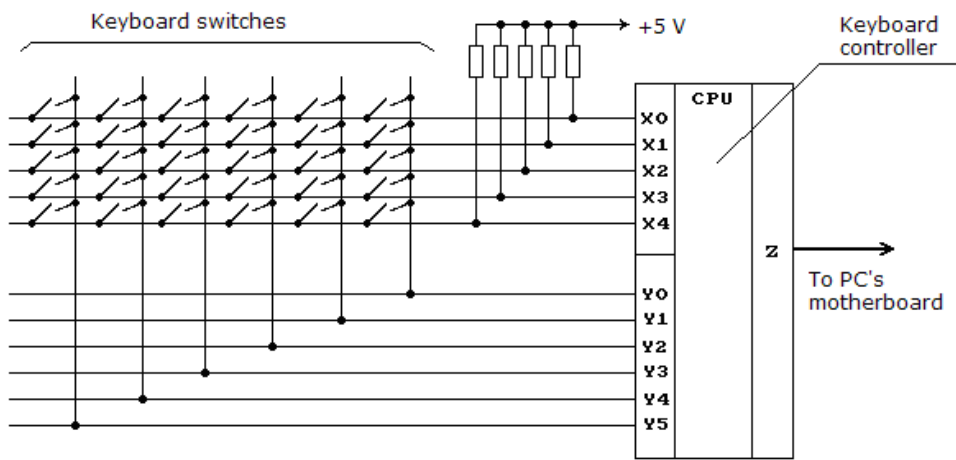 Keyboard switches
+5 V
Keyboard
controller
CPU
X0
X1
X2
X3
X4
Z
To PC's
motherboard
Y0
Y1
Y2
Y3
Y4
Y5